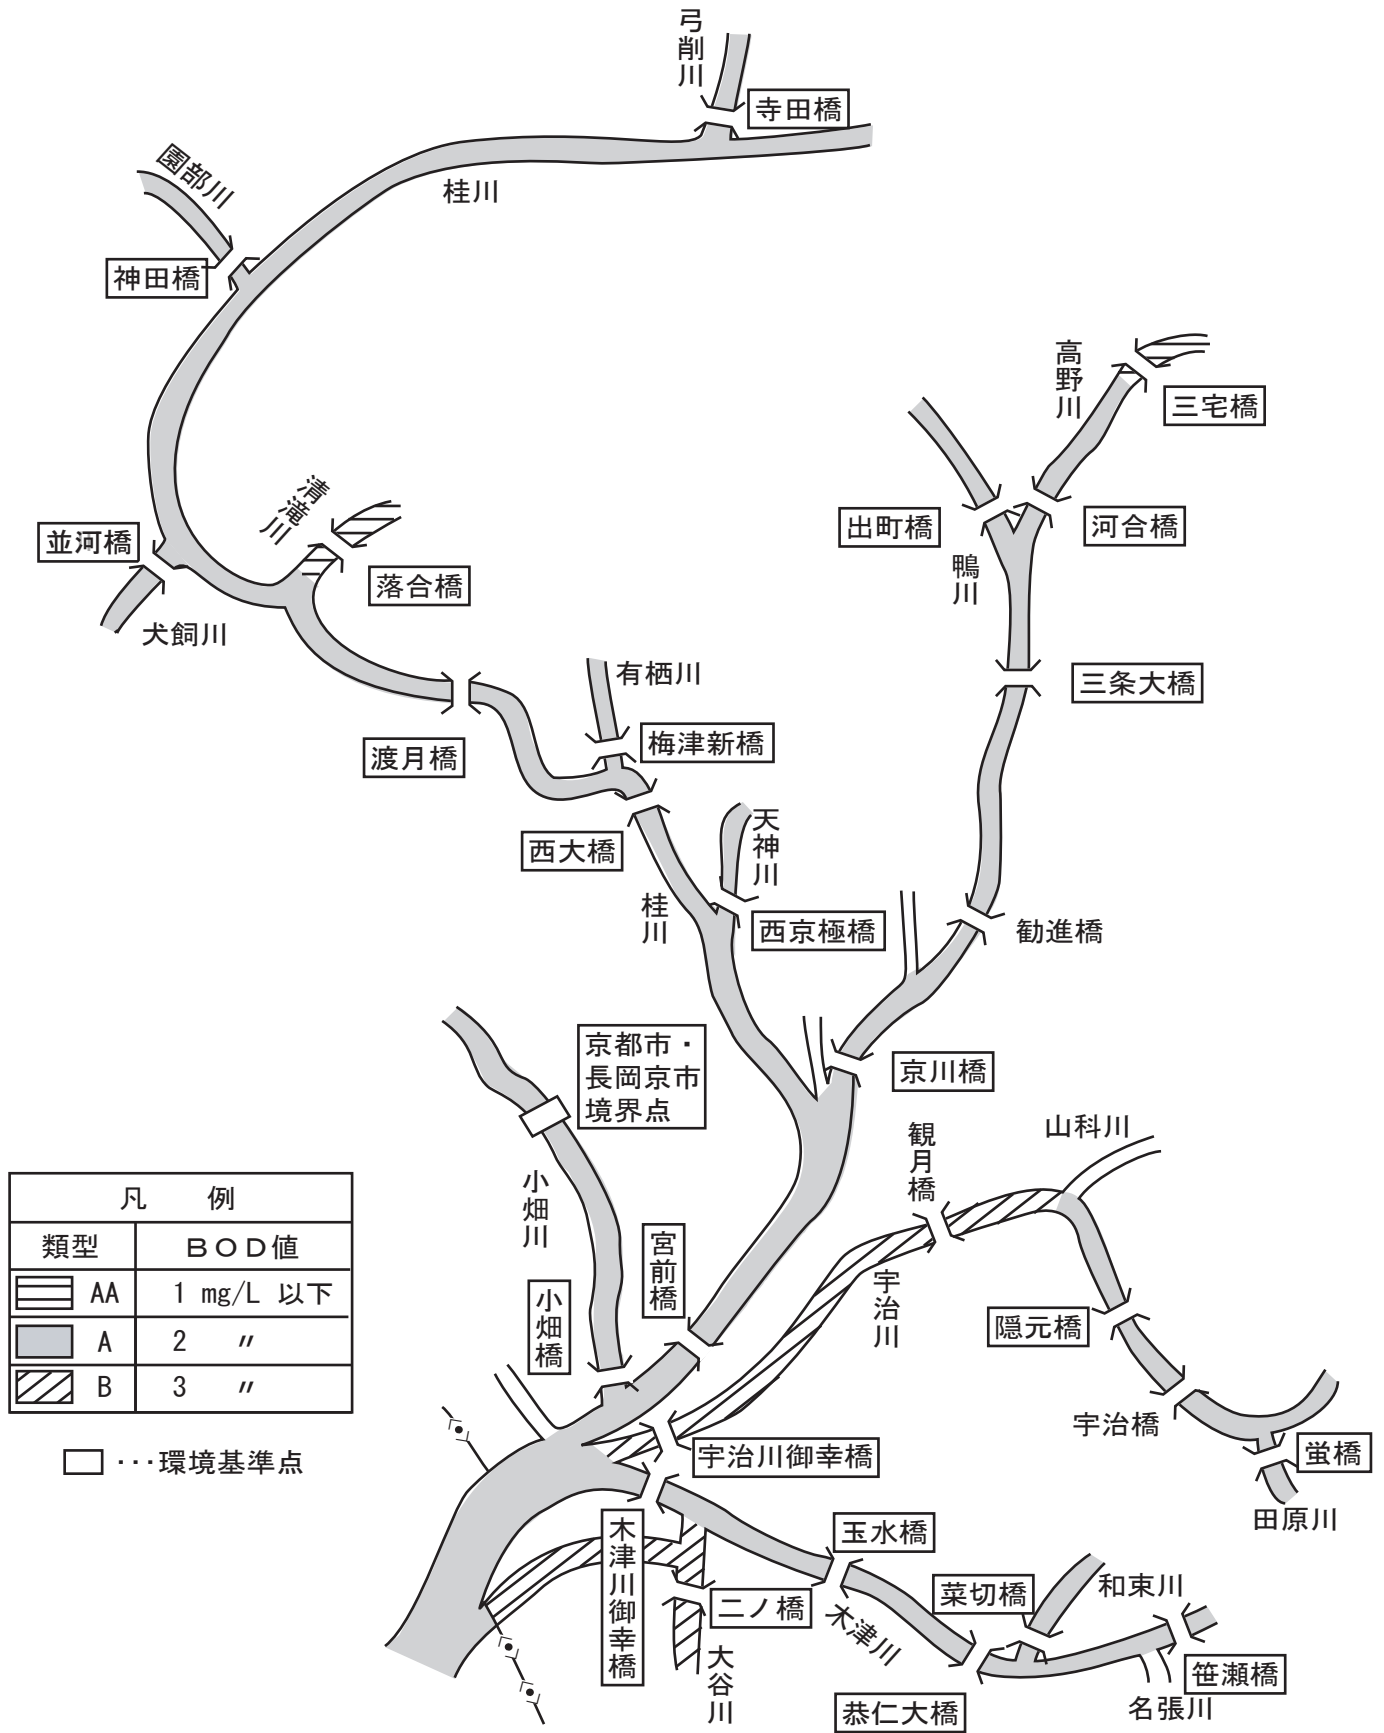 弓削川
寺田橋
園部川
桂川
神田橋
高野川
三宅橋
清滝川
並河橋
落合橋
犬飼川
出町橋
河合橋
鴨川
有栖川
三条大橋
渡月橋
梅津新橋
西大橋
天神川
桂川
西京極橋
勧進橋
京都市・
長岡京市
境界点
京川橋
観月橋
山科川
小畑川
宮前橋
宇治川
小畑橋
隠元橋
凡　例
類型 BOD値
AA 1 mg/L 以下
A 2 〃
B 3 〃
□ ･･･環境基準点
宇治橋
宇治川御幸橋
蛍橋
田原川
木津川御幸橋
玉水橋
二ノ橋
木津川
菜切橋
和束川
大谷川
恭仁大橋
笹瀬橋
名張川